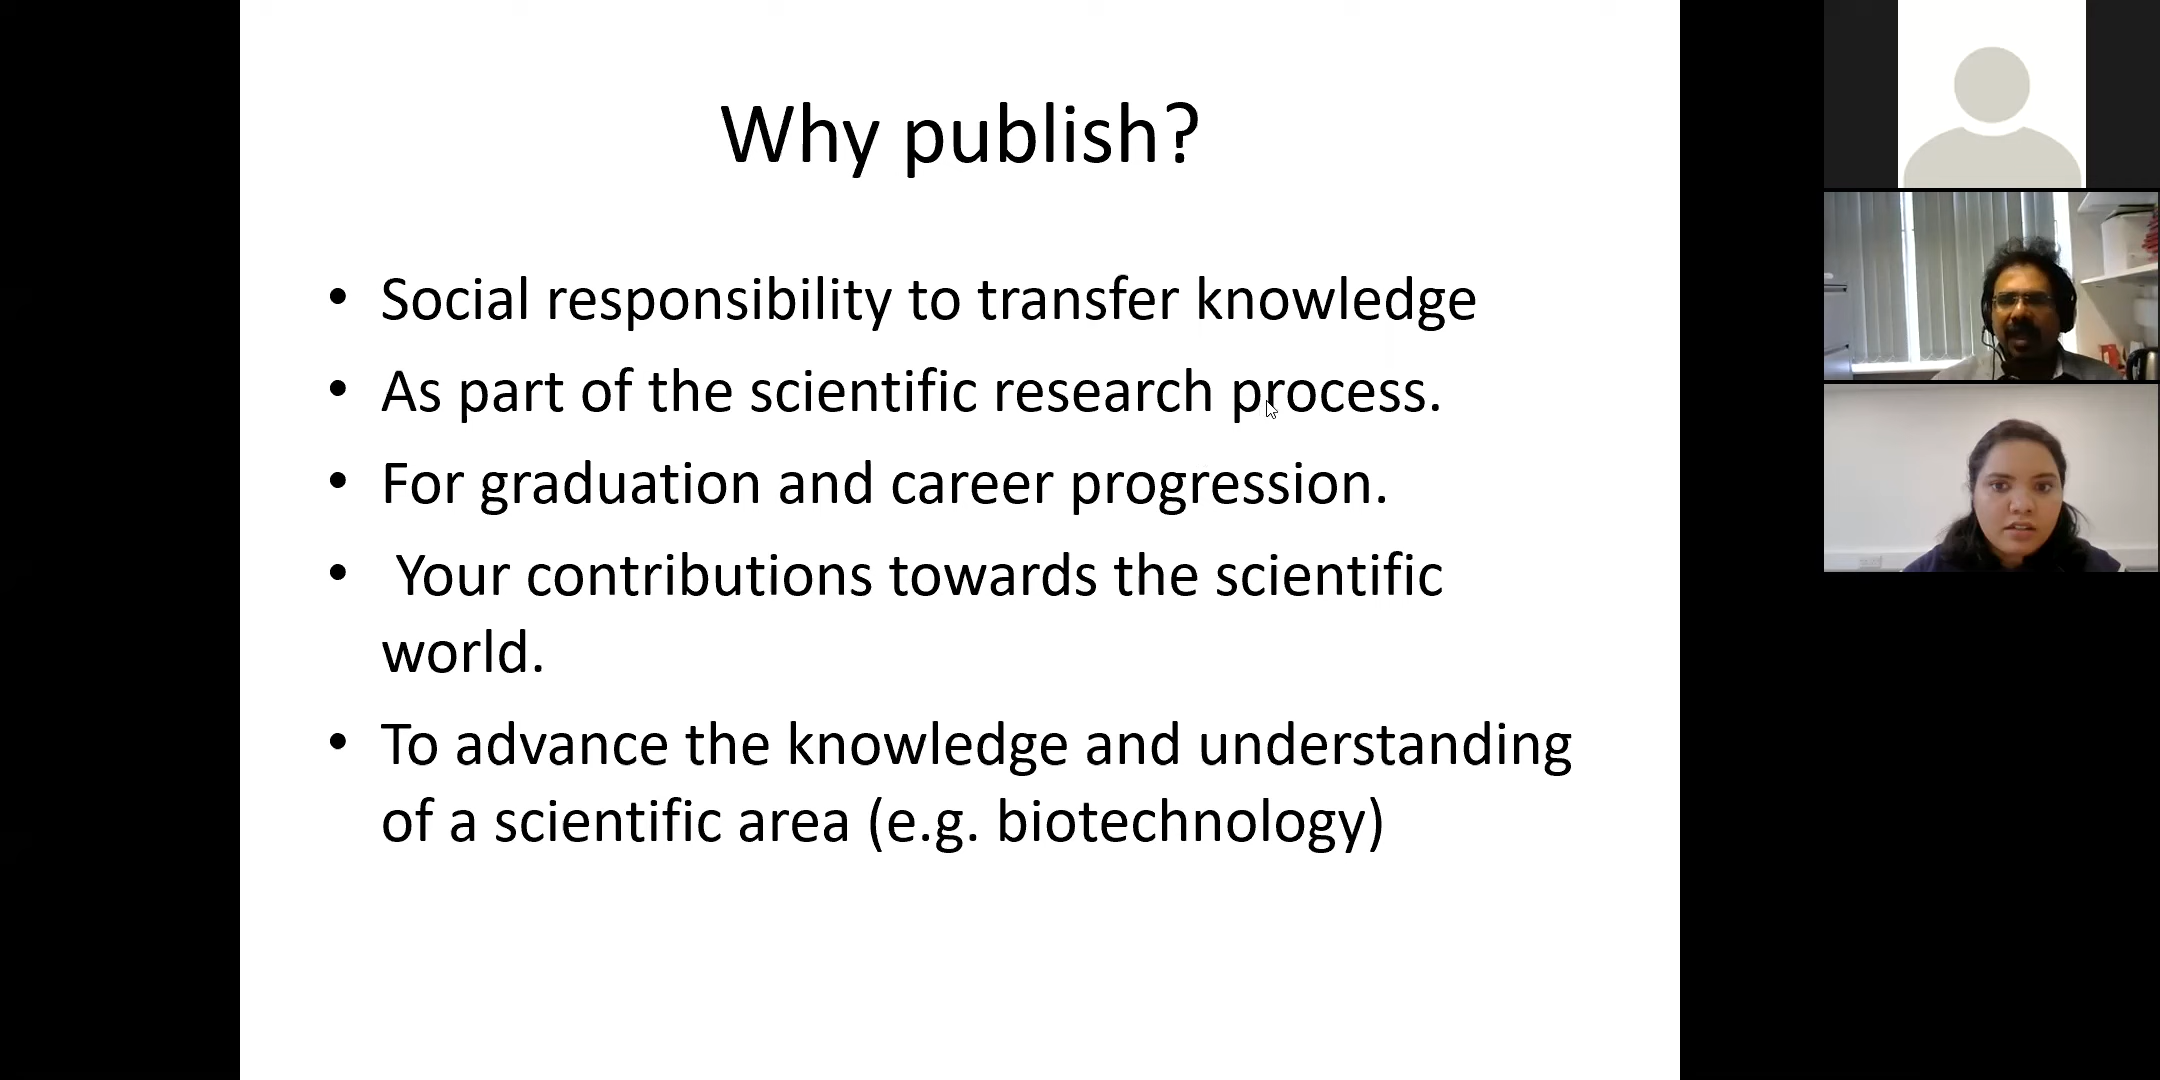 Why publish?
• Social responsibility to transfer knowledge
• As part of the scientific research process.
• For graduation and career progression.
• Your contributions towards the scientific
world.
• To advance the knowledge and understanding
of a scientific area (e.g. biotechnology)